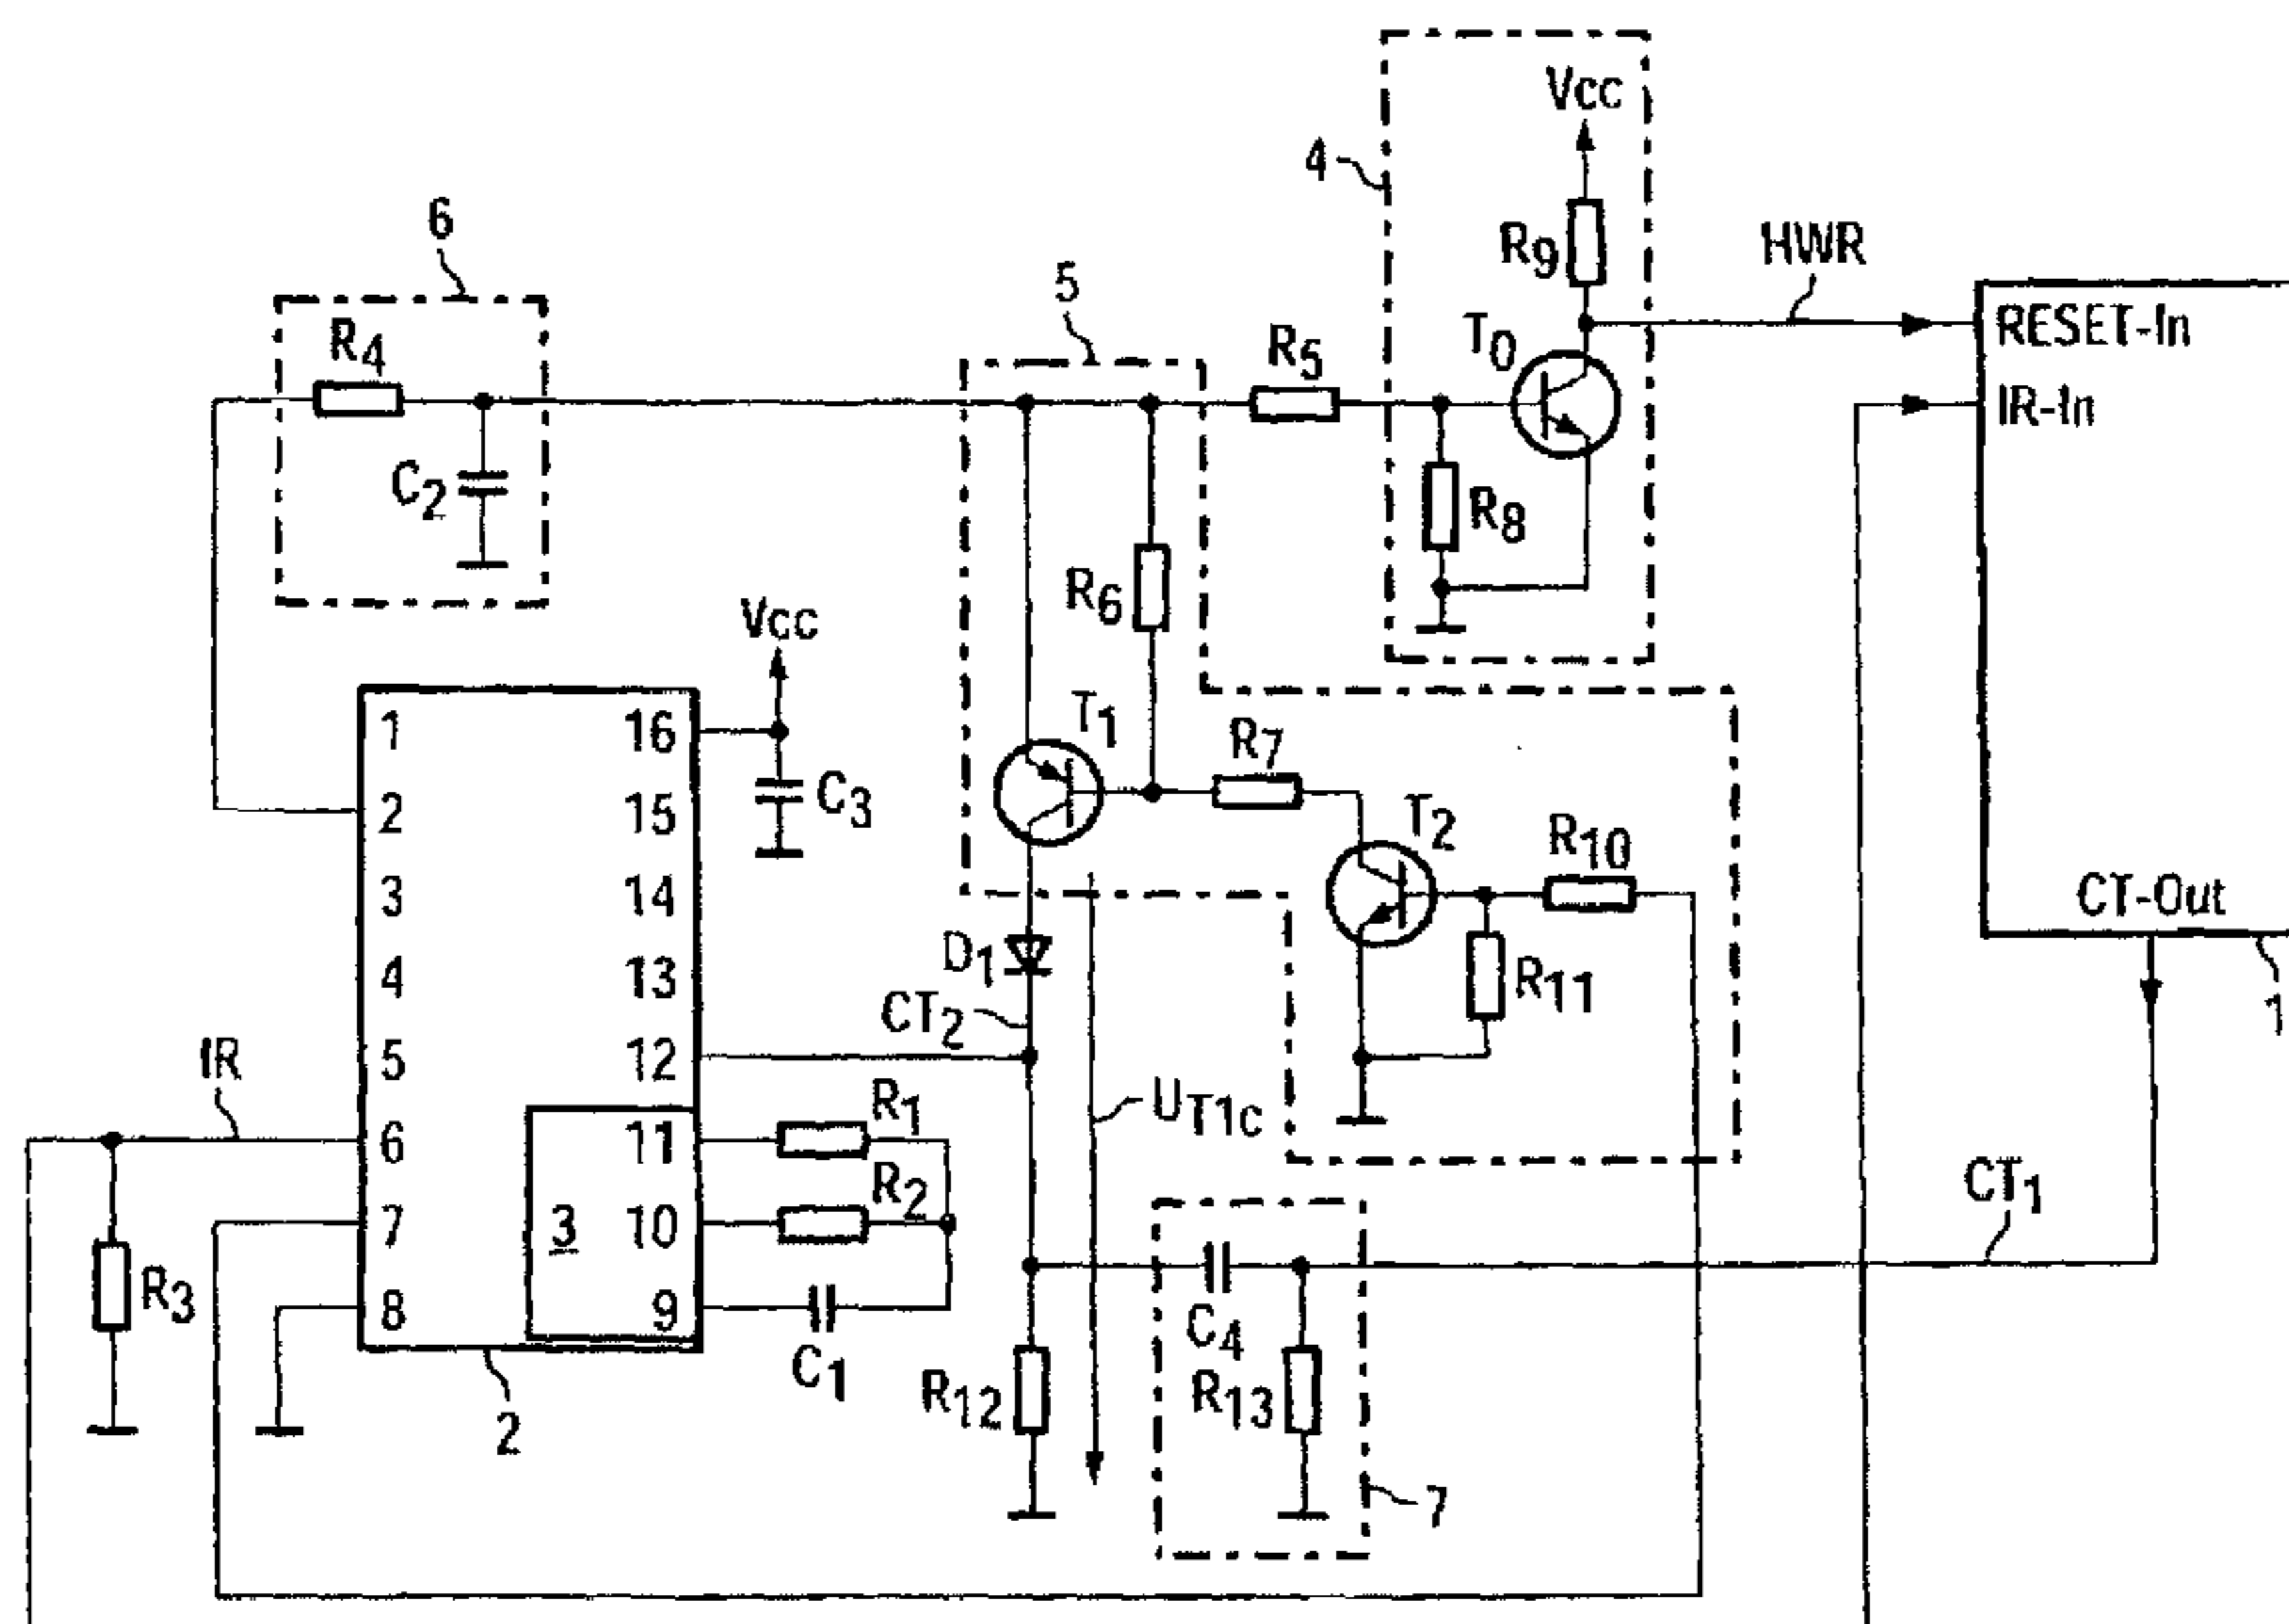 Vcc
4
6
R9
HWR
5
RESET-In
R4
R5
T0
IR-In
C2
R8
R6
Vcc
T1
R7
1 16
C3
T2
R10
2 15
3 14
CT-Out
D1
4 13
R11
CT2
1
IR
5 12
R1
UT1C
6 11
CT1
R2
7 3 10
R3
8 9
C4
C1
R12
R13
2
7